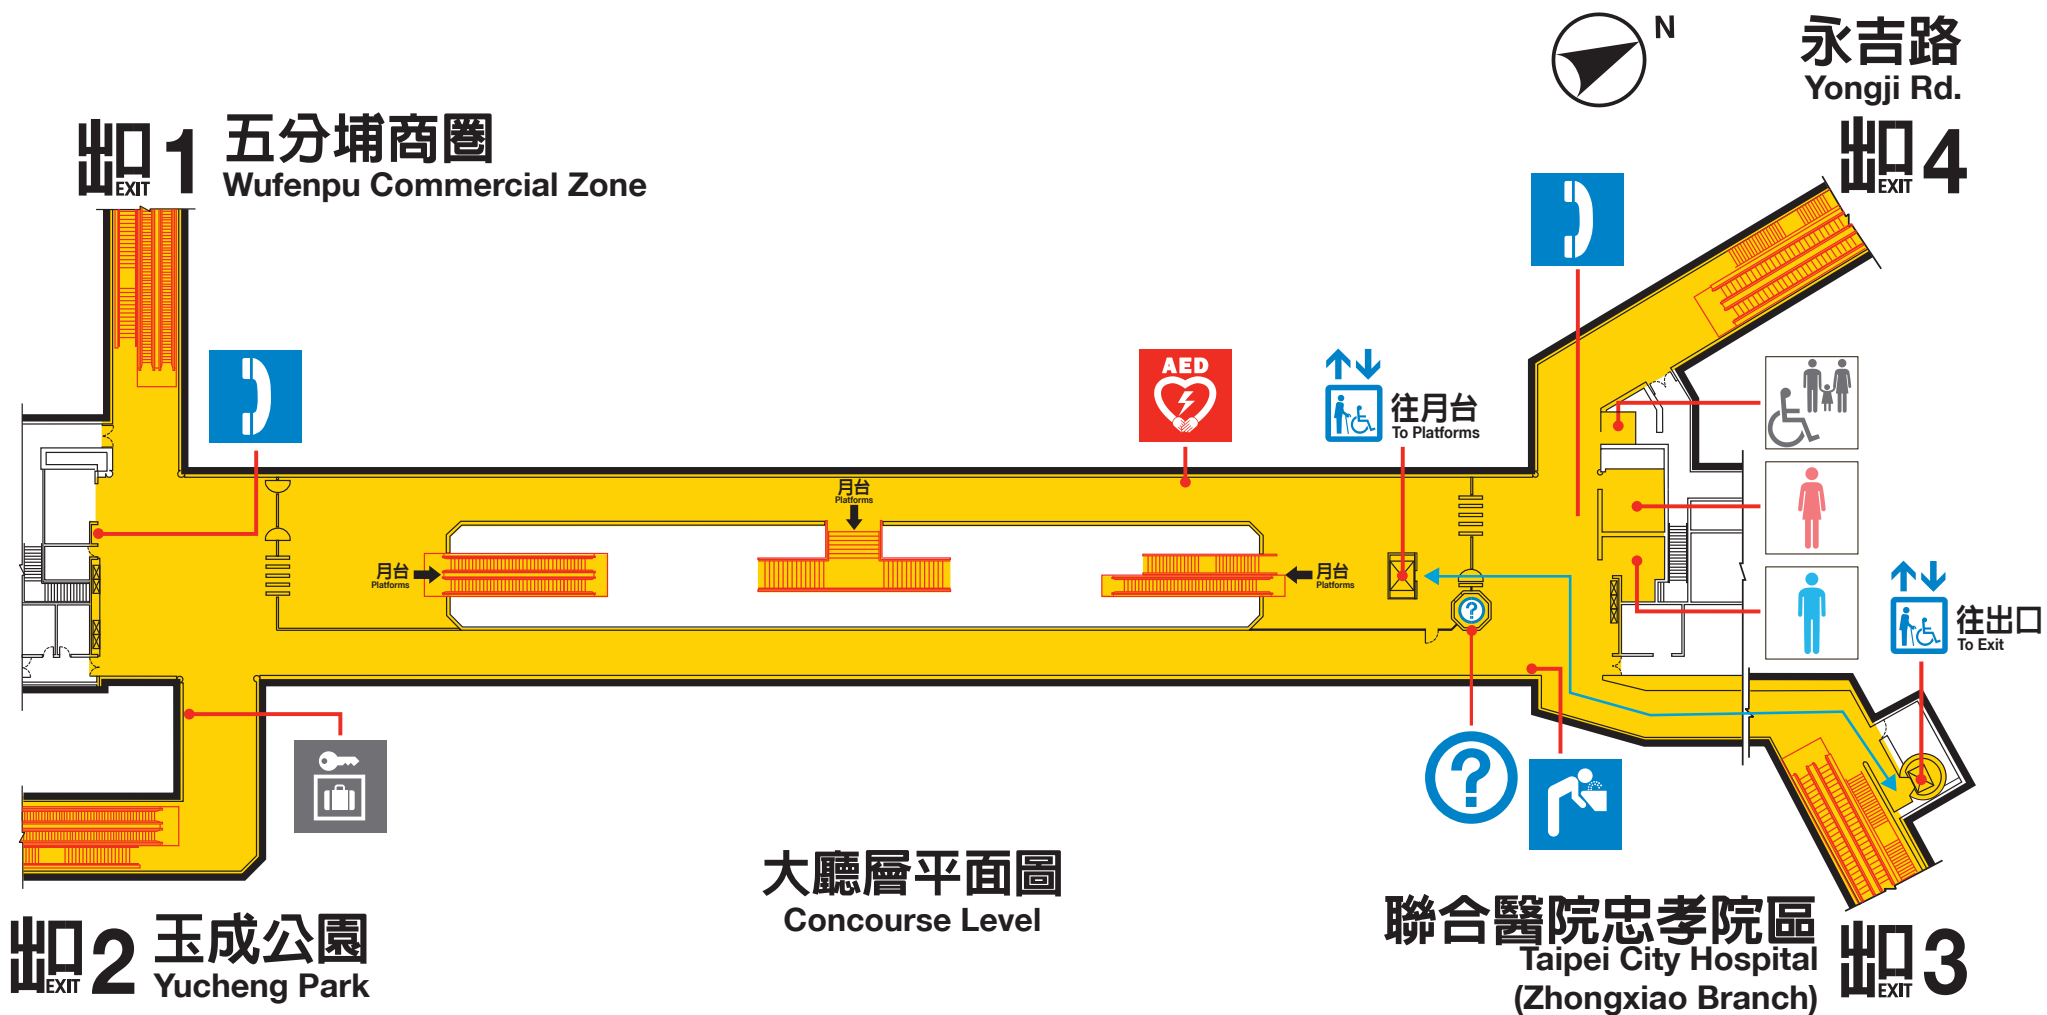 N
永吉路
Yongji Rd.
出口 EXIT 4
出口 EXIT 1
五分埔商圈
Wufenpu Commercial Zone
AED
往月台
To Platforms
月台
Platforms
月台
Platforms
月台
Platforms
?
往出口
To Exit
?
大廳層平面圖
Concourse Level
聯合醫院忠孝院區
Taipei City Hospital
(Zhongxiao Branch)
出口 EXIT 3
出口 EXIT 2
玉成公園
Yucheng Park